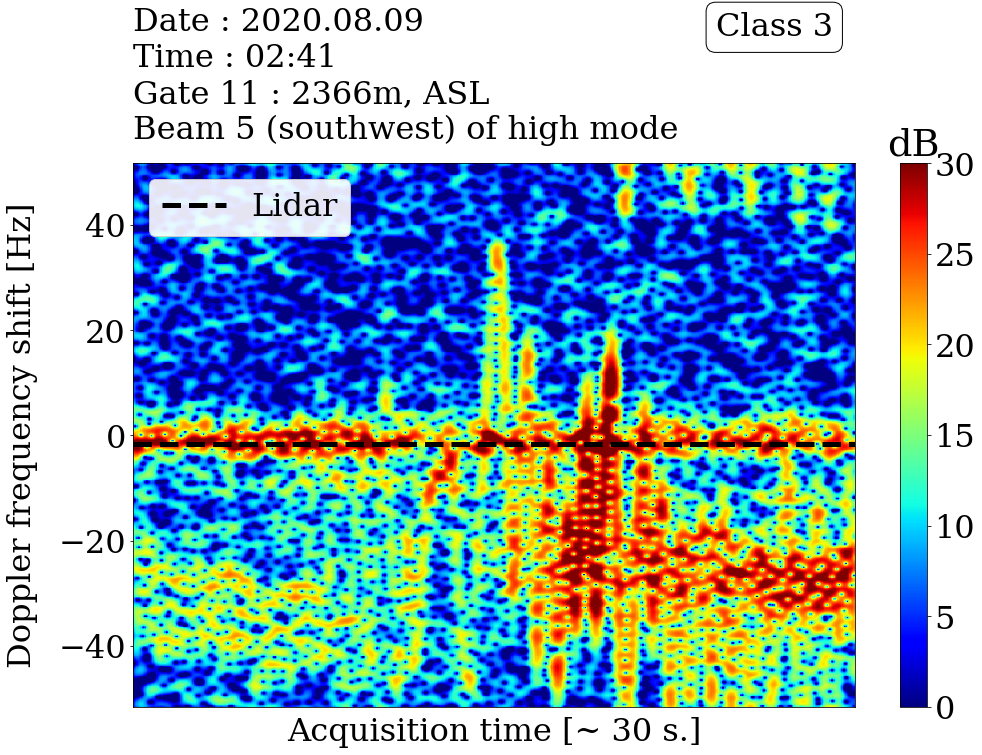 Date : 2020.08.09
Time : 02:41
Gate 11 : 2366m, ASL
Beam 5 (southwest) of high mode
Class 3
dB
Lidar
Doppler frequency shift [Hz]
40
20
0
−20
−40
30
25
20
15
10
5
0
Acquisition time [~ 30 s.]